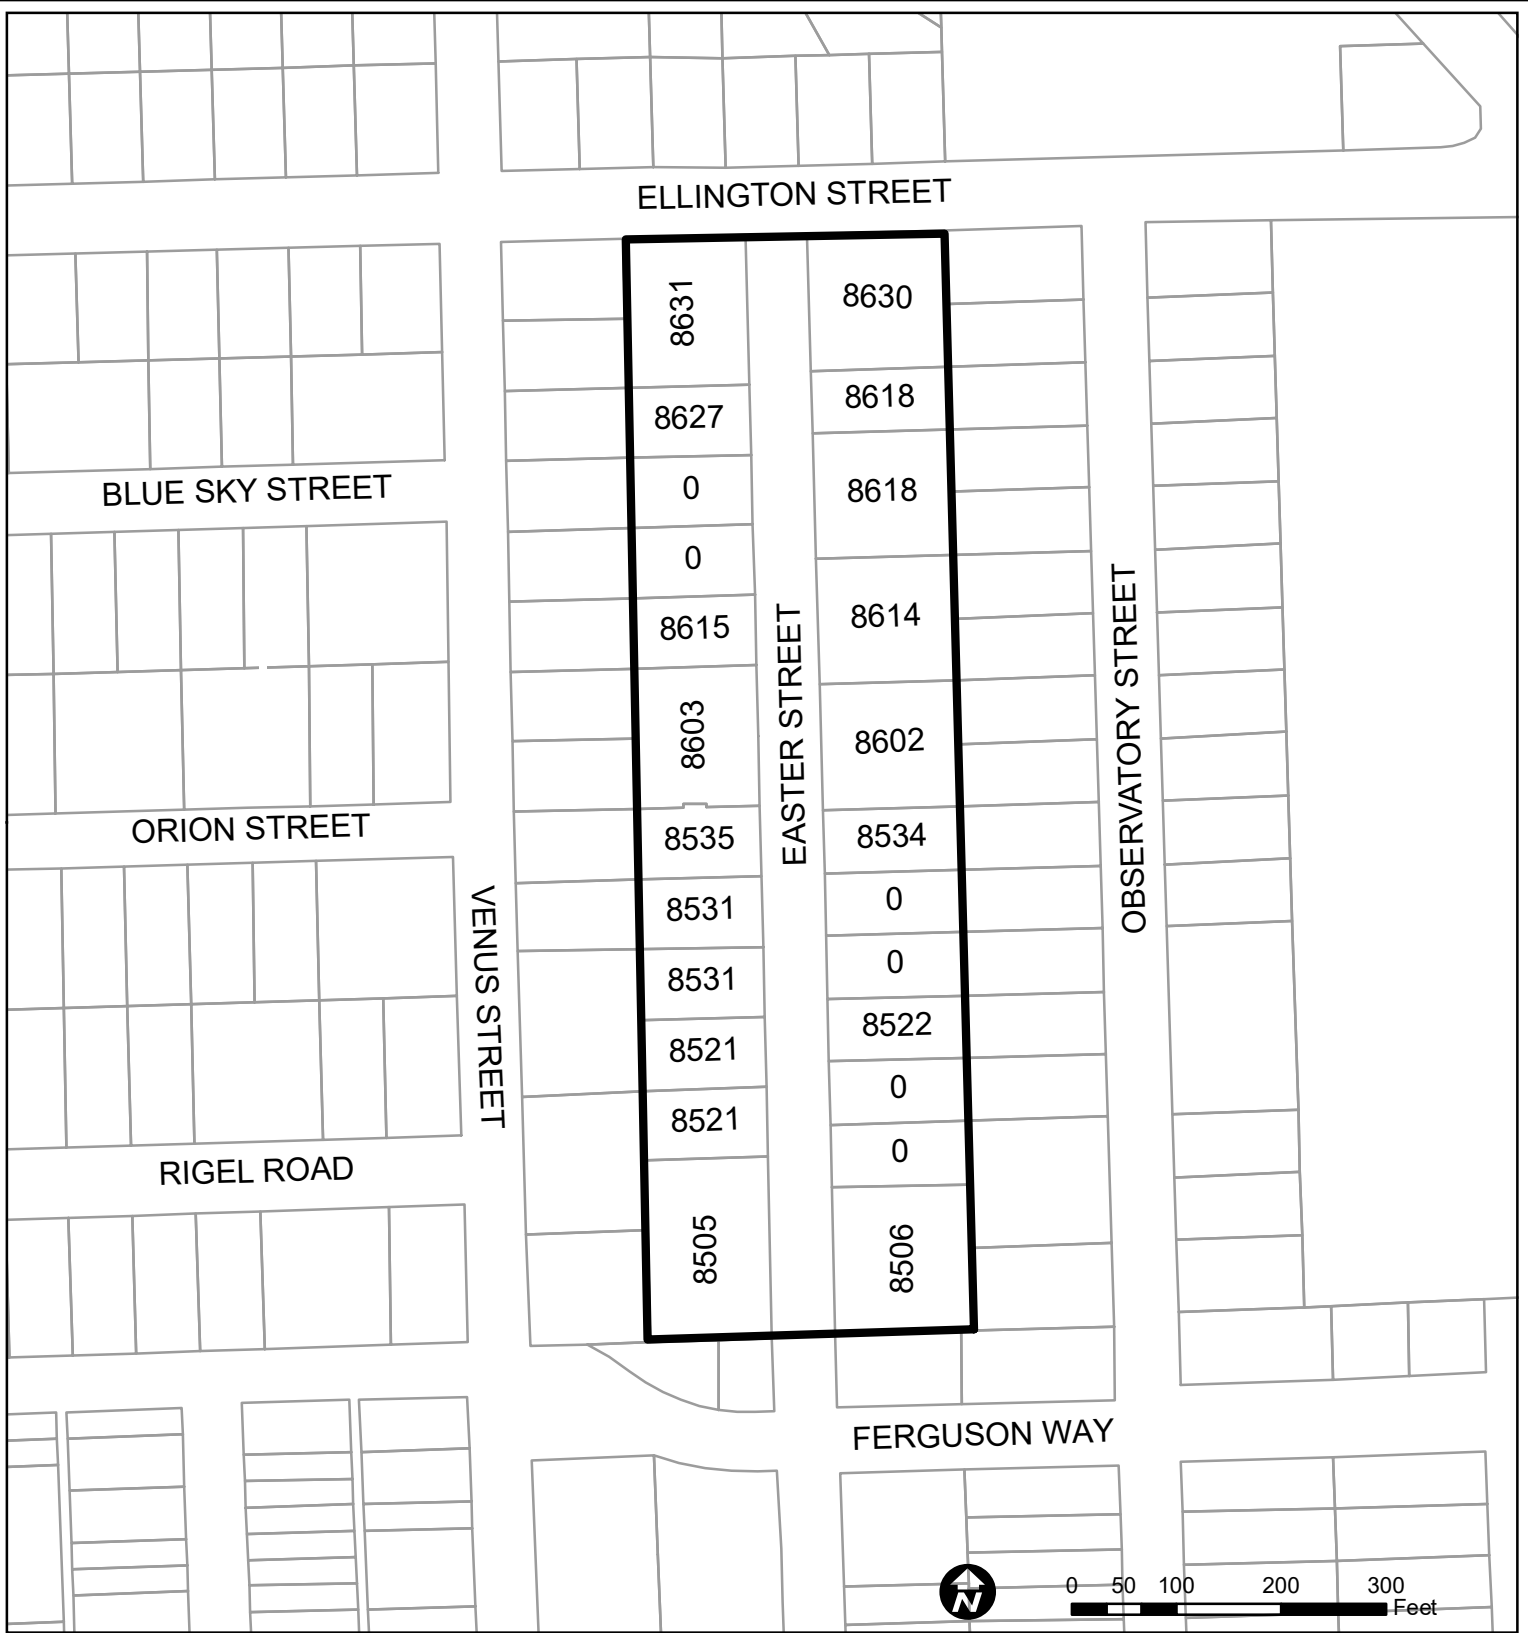 ELLINGTON STREET
8631
8630
8618
8627
0
8618
BLUE SKY STREET
0
8614
8615
EASTER STREET
OBSERVATORY STREET
8603
8602
ORION STREET
8535
8534
VENUS STREET
8531
0
8531
0
8521
8522
0
8521
0
RIGEL ROAD
8505
8506
FERGUSON WAY
N
0 50 100 200 300
Feet